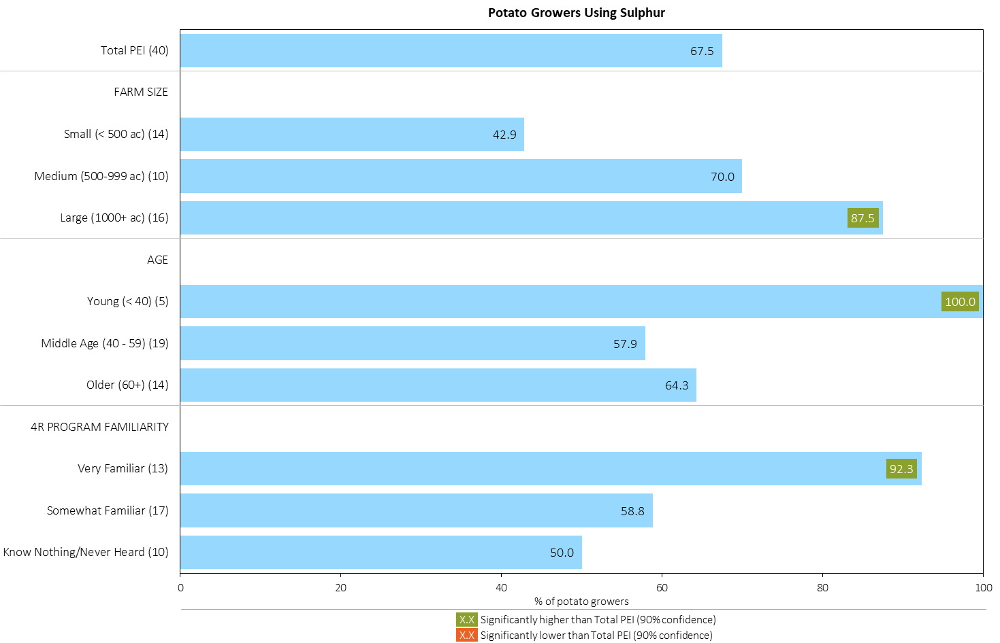 Potato Growers Using Sulphur
Total PEI (40) 67.5
FARM SIZE
Small (< 500 ac) (14) 42.9
Medium (500-999 ac) (10) 70.0
Large (1000+ ac) (16) 87.5
AGE
Young (< 40) (5) 100.0
Middle Age (40 - 59) (19) 57.9
Older (60+) (14) 64.3
4R PROGRAM FAMILIARITY
Very Familiar (13) 92.3
Somewhat Familiar (17) 58.8
Know Nothing/Never Heard (10) 50.0
0 20 40 60 80 100
% of potato growers
X.X Significantly higher than Total PEI (90% confidence)
X.X Significantly lower than Total PEI (90% confidence)